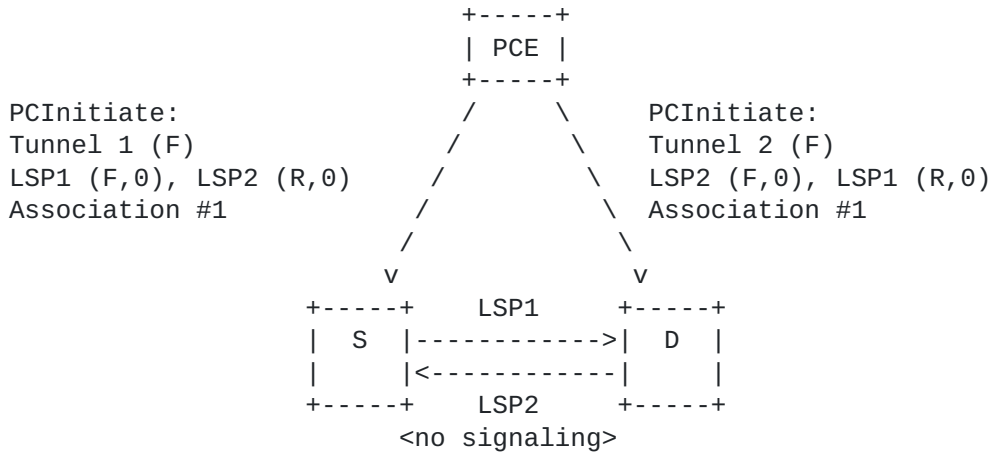 +-----+
| PCE |
+-----+
PCInitiate: / \ PCInitiate:
Tunnel 1 (F) / \ Tunnel 2 (F)
LSP1 (F,0), LSP2 (R,0) / \ LSP2 (F,0), LSP1 (R,0)
Association #1 / \ Association #1
/ \
v v
+-----+ LSP1 +-----+
| S |------------>| D |
| |<------------| |
+-----+ LSP2 +-----+
<no signaling>